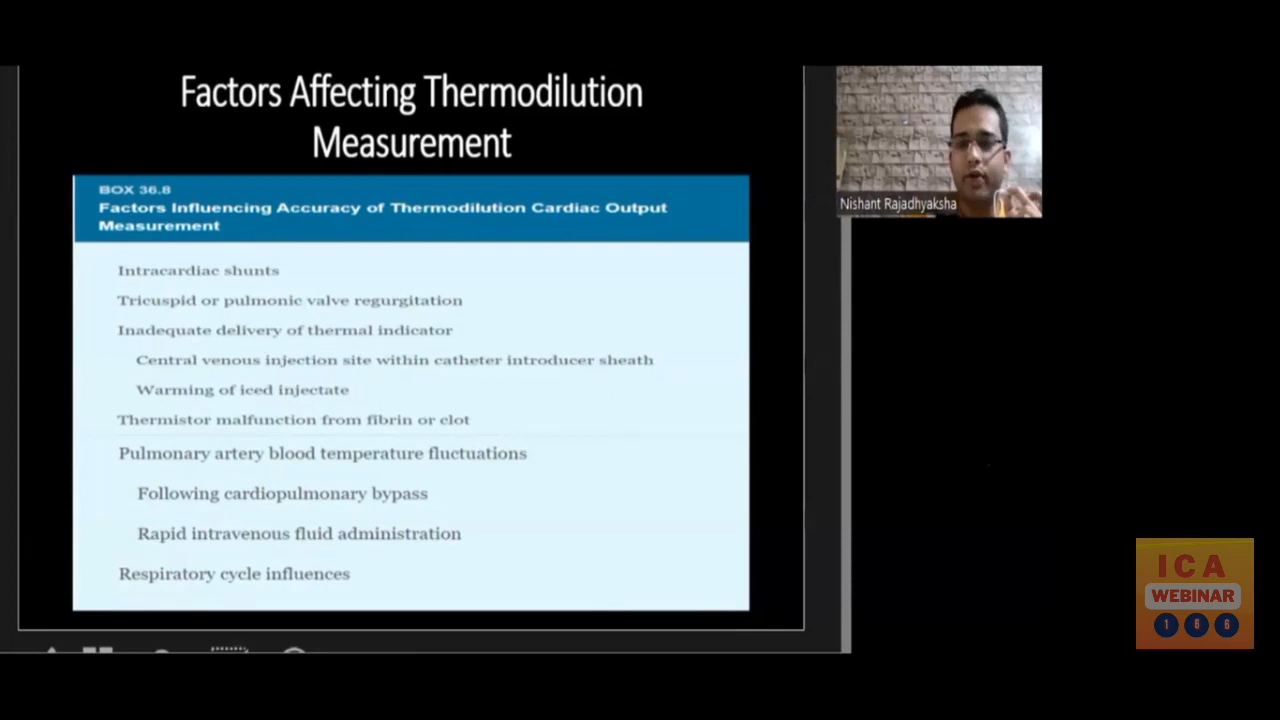 Factors Affecting Thermodilution
Measurement
BOX 36.8
Factors Influencing Accuracy of Thermodilution Cardiac Output
Measurement
Intracardiac shunts
Tricuspid or pulmonic valve regurgitation
Inadequate delivery of thermal indicator
Central venous injection site within catheter introducer sheath
Warming of iced injectate
Thermistor malfunction from fibrin or clot
Pulmonary artery blood temperature fluctuations
Following cardiopulmonary bypass
Rapid intravenous fluid administration
Respiratory cycle influences
Nishant Rajadhyaksha
ICA
WEBINAR
166